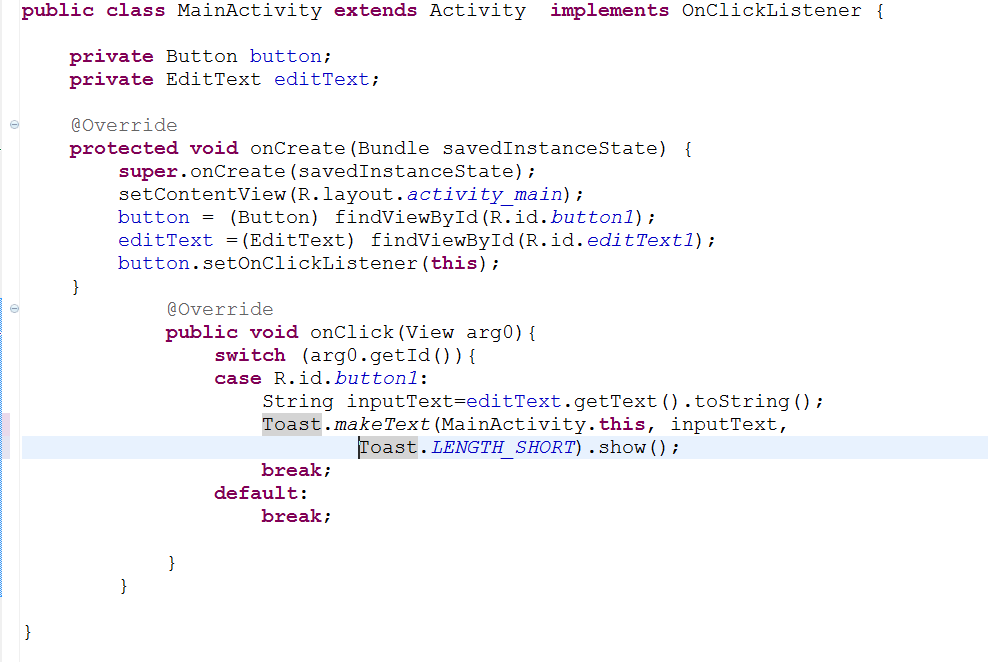 public class MainActivity extends Activity  implements OnClickListener {
private Button button;
private EditText editText;
@Override
protected void onCreate(Bundle savedInstanceState) {
super.onCreate(savedInstanceState);
setContentView(R.layout.activity_main);
button = (Button) findViewById(R.id.button1);
editText =(EditText) findViewById(R.id.editText1);
button.setOnClickListener(this);
}
@Override
public void onClick(View arg0){
switch (arg0.getId()){
case R.id.button1:
String inputText=editText.getText().toString();
Toast.makeText(MainActivity.this, inputText,
Toast.LENGTH_SHORT).show();
break;
default:
break;
}
}
}